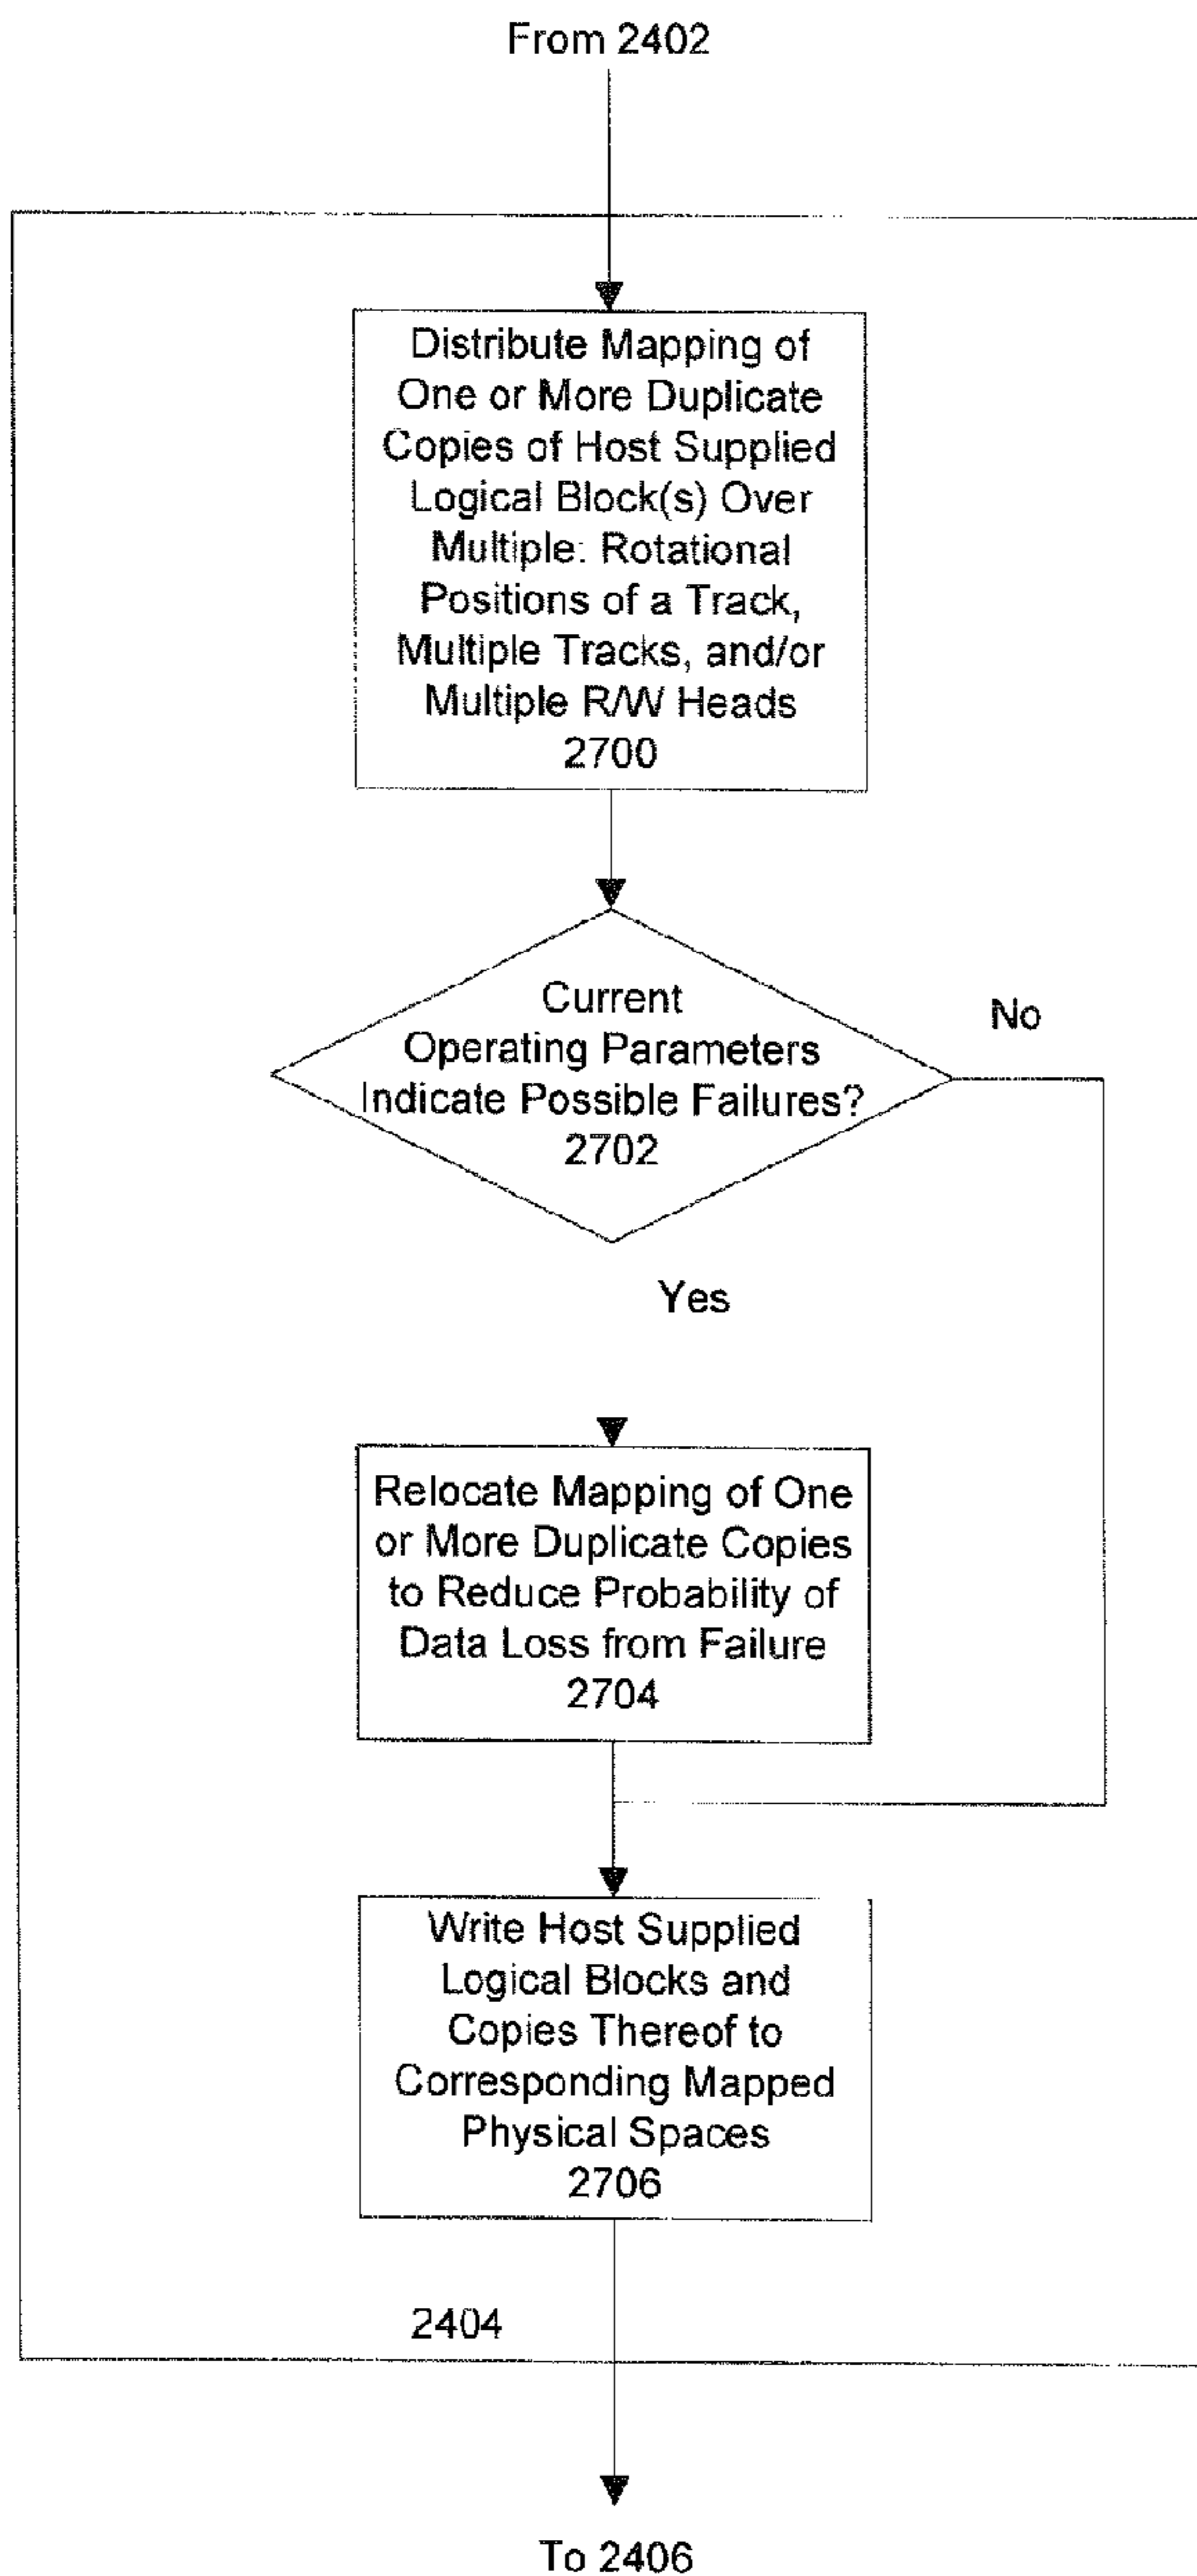 From 2402
Distribute Mapping of
One or More Duplicate
Copies of Host Supplied
Logical Block(s) Over
Multiple: Rotational
Positions of a Track,
Multiple Tracks, and/or
Multiple R/W Heads
2700
Current
Operating Parameters
Indicate Possible Failures?
2702
No
Yes
Relocate Mapping of One
or More Duplicate Copies
to Reduce Probability of
Data Loss from Failure
2704
Write Host Supplied
Logical Blocks and
Copies Thereof to
Corresponding Mapped
Physical Spaces
2706
2404
To 2406